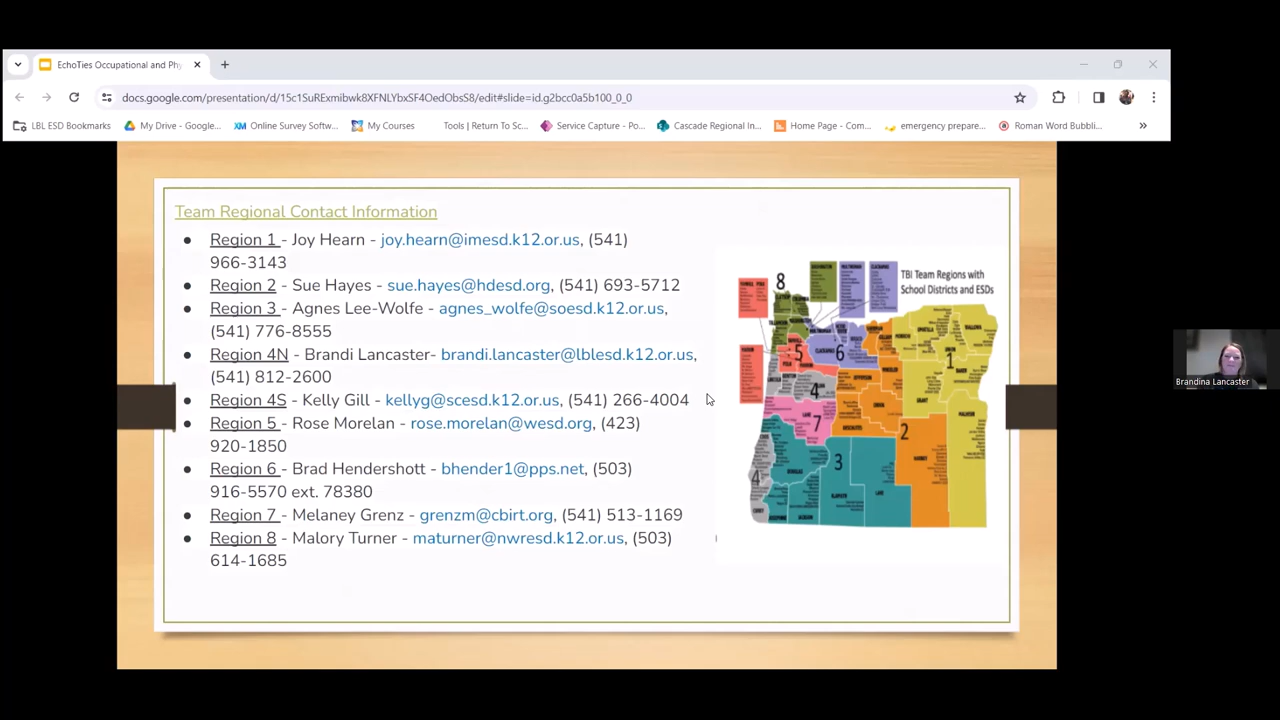 EchoTies Occupational and Phy
docs.google.com/presentation/d/15c1SuRExmibwk8XFNLYbxSF4OedObsS8/edit#slide=id.g2bcc0a5b100_0_0
LBL ESD Bookmarks My Drive - Google... Online Survey Softw... My Courses Tools | Return To Sc... Service Capture - Po... Cascade Regional In... Home Page - Com... emergency prepare... Roman Word Bubbli...
Team Regional Contact Information
Region 1 - Joy Hearn - joy.hearn@imesd.k12.or.us, (541)
966-3143
Region 2 - Sue Hayes - sue.hayes@hdesd.org, (541) 693-5712
Region 3 - Agnes Lee-Wolfe - agnes_wolfe@soesd.k12.or.us,
(541) 776-8555
Region 4N - Brandi Lancaster- brandi.lancaster@lblesd.k12.or.us,
(541) 812-2600
Region 4S - Kelly Gill - kellyg@scesd.k12.or.us, (541) 266-4004
Region 5 - Rose Morelan - rose.morelan@wesd.org, (423)
920-1850
Region 6 - Brad Hendershott - bhender1@pps.net, (503)
916-5570 ext. 78380
Region 7 - Melaney Grenz - grenzm@cbirt.org, (541) 513-1169
Region 8 - Malory Turner - maturner@nwresd.k12.or.us, (503)
614-1685
TBI Team Regions with
School Districts and ESDs
8
5
6
1
4
7
2
3
4
Brandina Lancaster